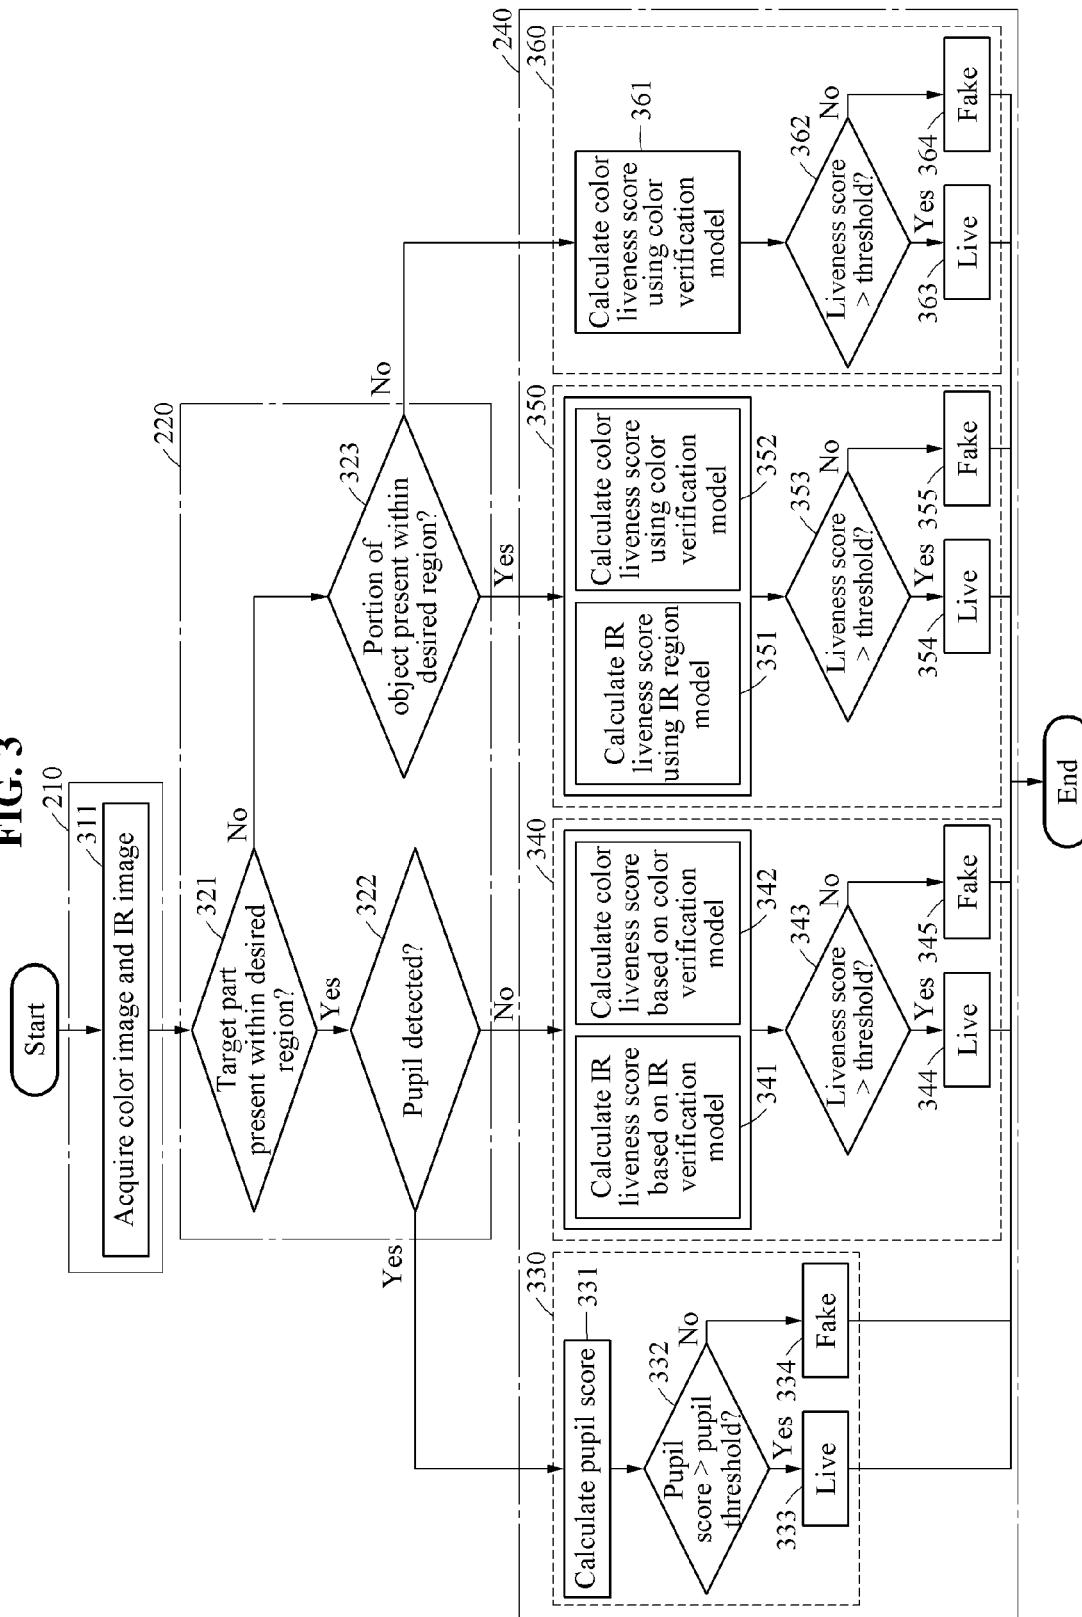 FIG. 3
Start
210
311
Acquire color image and IR image
220
321
Target part
present within desired
region?
No
Yes
322
Pupil detected?
Yes
No
323
Portion of
object present within
desired region?
No
Yes
240
330
331
Calculate pupil score
332
Pupil
score > pupil
threshold?
No
Yes
333
Live
334
Fake
340
Calculate IR
liveness score
based on IR
verification
model
341
Calculate color
liveness score
based on color
verification
model
342
343
Liveness score
> threshold?
No
Yes
344
Live
345
Fake
350
Calculate IR
liveness score
using IR region
model
351
Calculate color
liveness score
using color
verification
model
352
353
Liveness score
> threshold?
No
Yes
354
Live
355
Fake
360
361
Calculate color
liveness score
using color
verification
model
362
Liveness score
> threshold?
No
Yes
363
Live
364
Fake
End